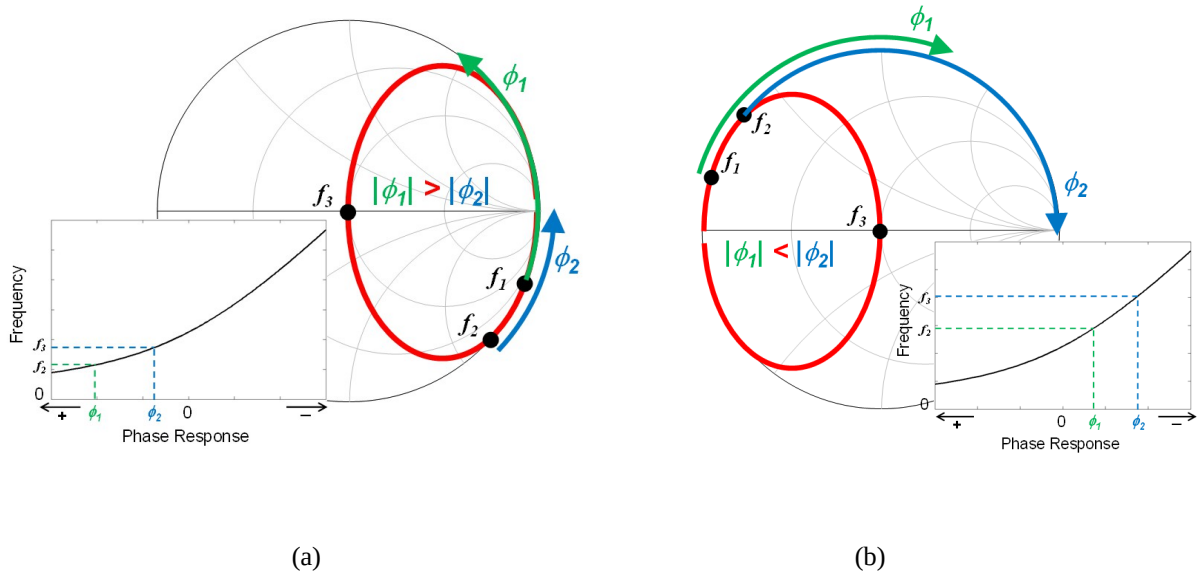 ϕ1
f3
|ϕ1| > |ϕ2|
ϕ2
f1
f2
Frequency
f3
f2
0
+
ϕ1
ϕ2
0
−
Phase Response
(a)
ϕ1
f2
f1
ϕ2
f3
|ϕ1| < |ϕ2|
Frequency
f3
f2
0
+
0
ϕ1
ϕ2
−
Phase Response
(b)